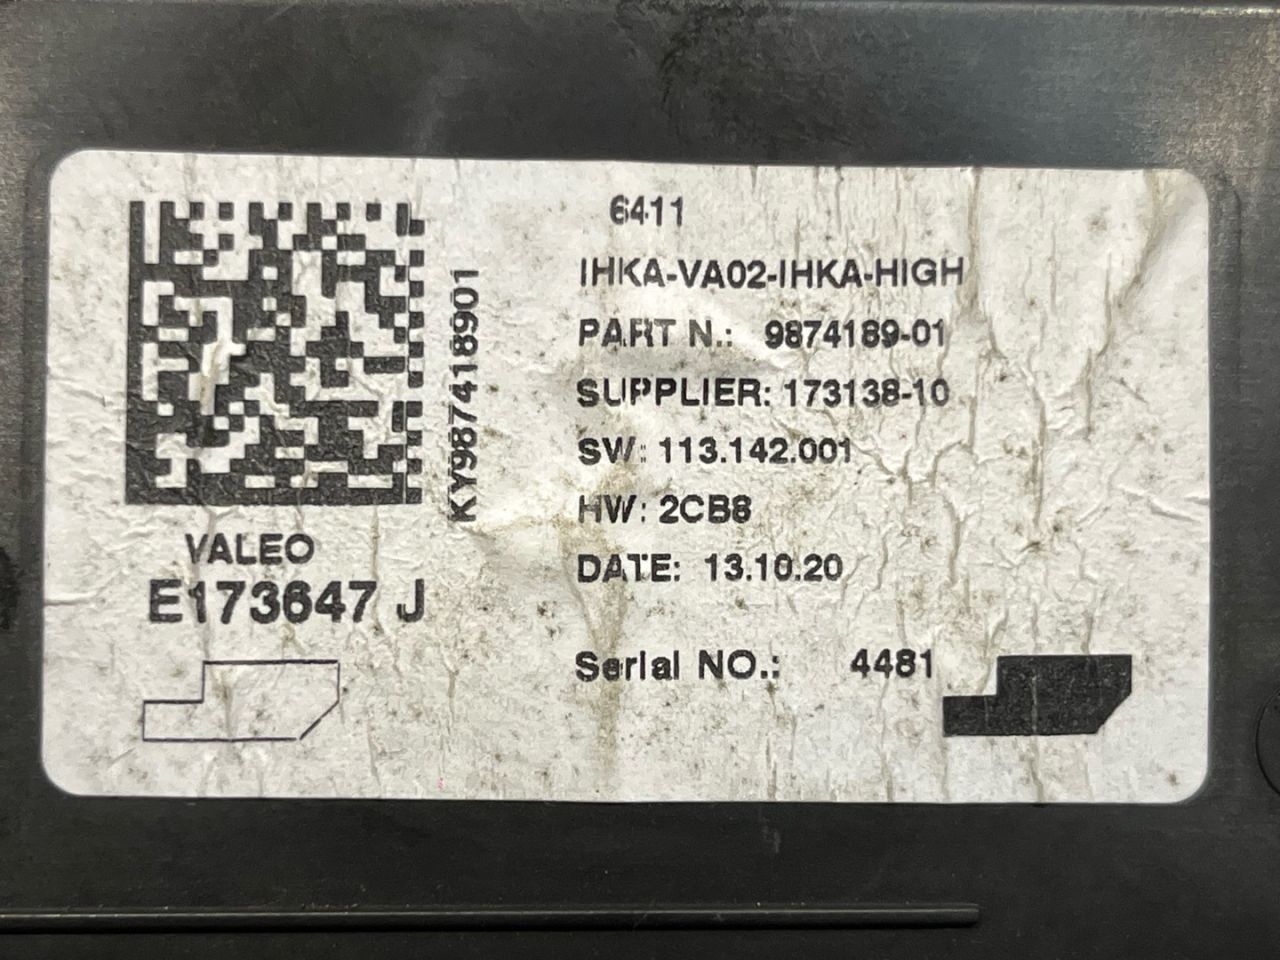 6411
IHKA-VA02-IHKA-HIGH
PART N.: 9874189-01
SUPPLIER: 173138-10
SW: 113.142.001
HW: 2CB8
DATE: 13.10.20
Serial NO.: 4481
KY987418901
VALEO
E173647 J